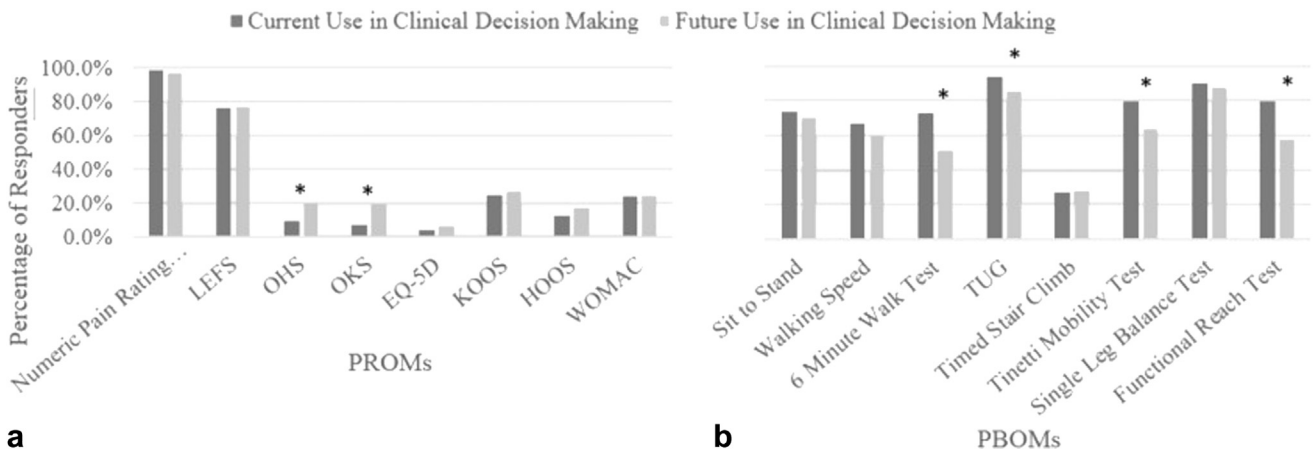 Current Use in Clinical Decision Making Future Use in Clinical Decision Making
Percentage of Responders
100.0%
80.0%
60.0%
40.0%
20.0%
0.0%
* *
Numeric Pain Rating...
LEFS
OHS
OKS
EQ-5D
KOOS
HOOS
WOMAC
PROMs
a
* * * *
Sit to Stand
Walking Speed
6 Minute Walk Test
TUG
Timed Stair Climb
Tinetti Mobility Test
Single Leg Balance Test
Functional Reach Test
PBOMs
b